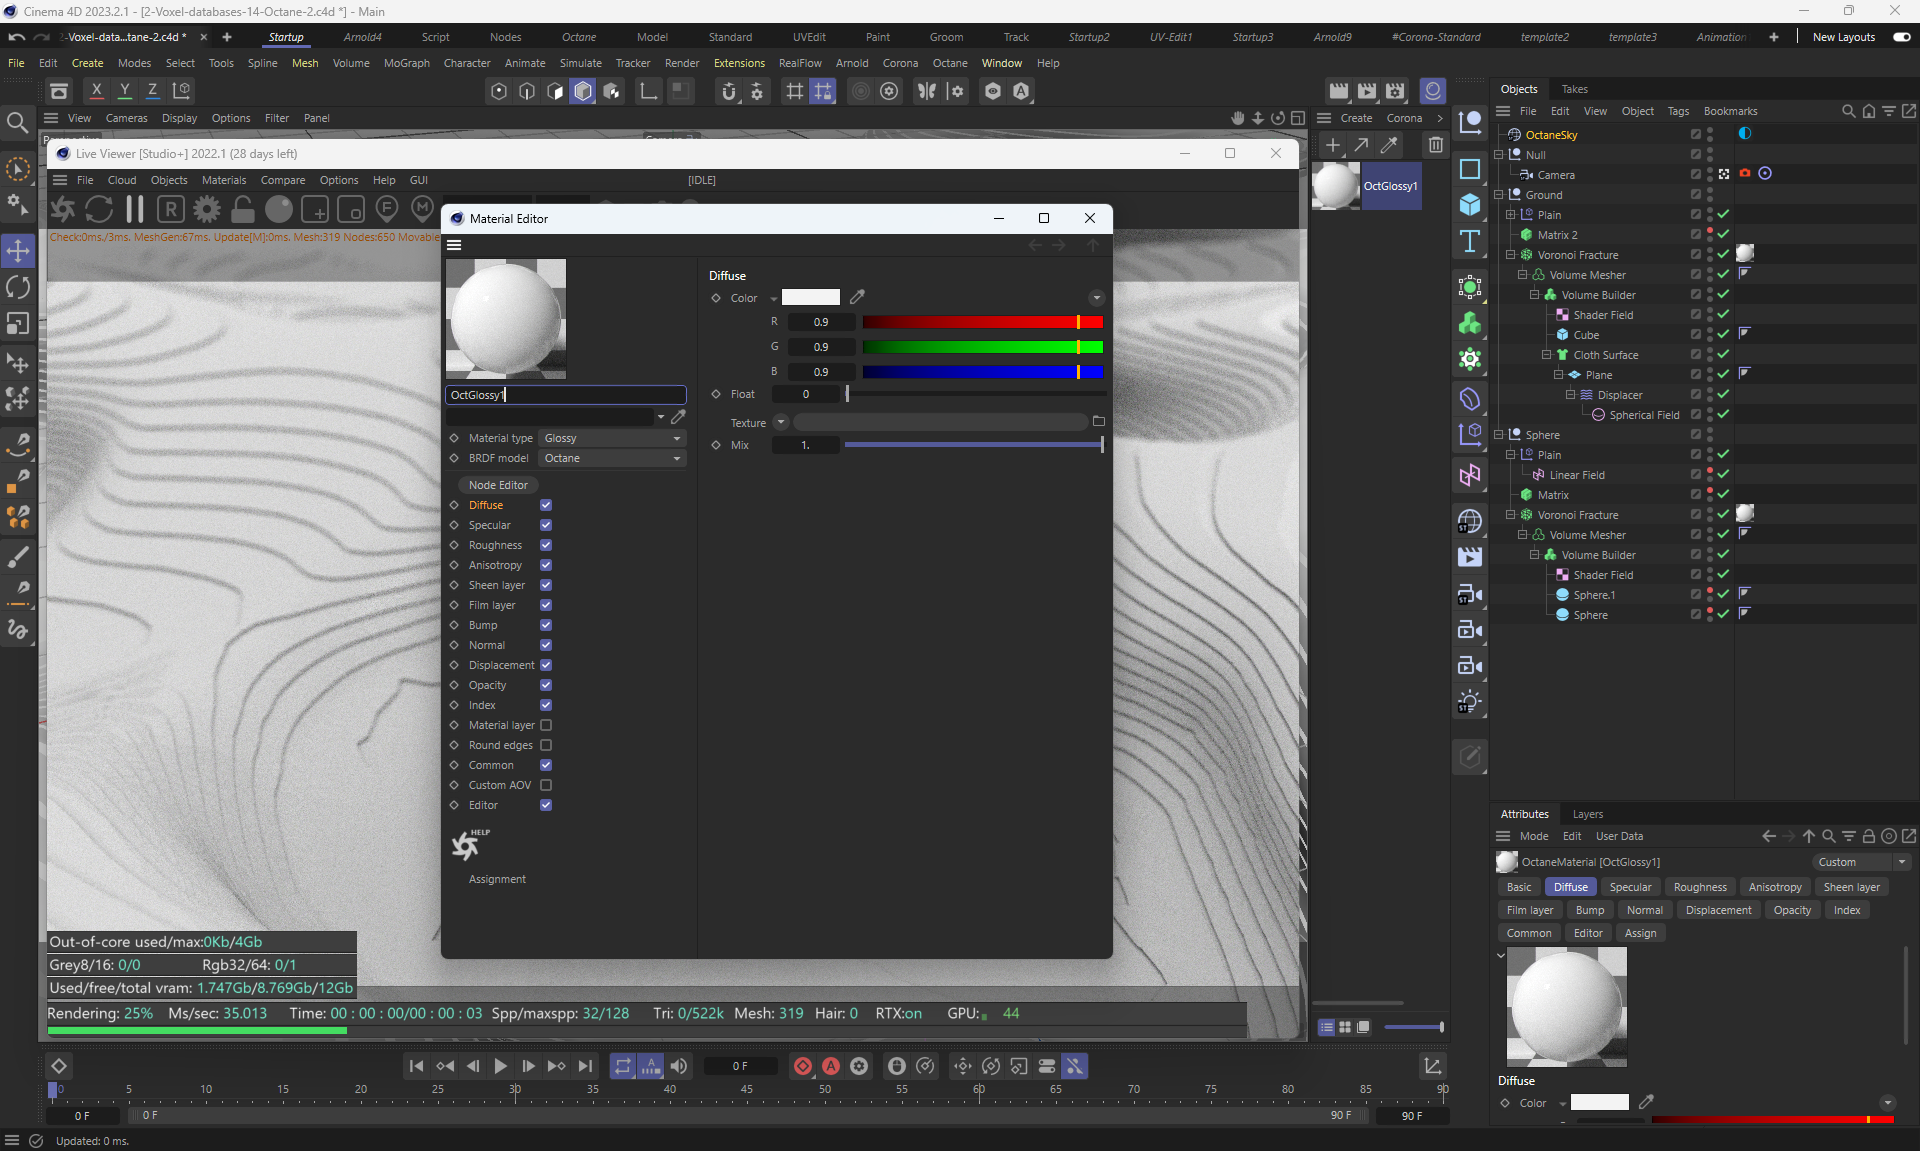 Cinema 4D 2023.2.1 - [2-Voxel-databases-14-Octane-2.c4d *] - Main
2-Voxel-data...tane-2.c4d *
Startup Arnold4 Script Nodes Octane Model Standard UVEdit Paint Groom Track Startup2 UV-Edit1 Startup3 Arnold9 #Corona-Standard template2 template3 Animation New Layouts
File Edit Create Modes Select Tools Spline Mesh Volume MoGraph Character Animate Simulate Tracker Render Extensions RealFlow Arnold Corona Octane Window Help
X Y Z
Objects Takes
View Cameras Display Options Filter Panel
Create Corona
File Edit View Object Tags Bookmarks
Live Viewer [Studio+] 2022.1 (28 days left)
File Cloud Objects Materials Compare Options Help GUI [IDLE]
Check:0ms./3ms. MeshGen:67ms. Update[M]:0ms. Mesh:319 Nodes:650 Movable
OctGlossy1
Material Editor
OctGlossy1
Material type Glossy
BRDF model Octane
Node Editor
Diffuse
Specular
Roughness
Anisotropy
Sheen layer
Film layer
Bump
Normal
Displacement
Opacity
Index
Material layer
Round edges
Common
Custom AOV
Editor
HELP
Assignment
Diffuse
Color
R 0.9
G 0.9
B 0.9
Float 0
Texture
Mix 1.
OctaneSky
Null
Camera
Ground
Plain
Matrix 2
Voronoi Fracture
Volume Mesher
Volume Builder
Shader Field
Cube
Cloth Surface
Plane
Displacer
Spherical Field
Sphere
Plain
Linear Field
Matrix
Voronoi Fracture
Volume Mesher
Volume Builder
Shader Field
Sphere.1
Sphere
Attributes Layers
Mode Edit User Data
OctaneMaterial [OctGlossy1] Custom
Basic Diffuse Specular Roughness Anisotropy Sheen layer
Film layer Bump Normal Displacement Opacity Index
Common Editor Assign
Diffuse
Color
Out-of-core used/max:0Kb/4Gb
Grey8/16: 0/0 Rgb32/64: 0/1
Used/free/total vram: 1.747Gb/8.769Gb/12Gb
Rendering: 25% Ms/sec: 35.013 Time: 00 : 00 : 00/00 : 00 : 03 Spp/maxspp: 32/128 Tri: 0/522k Mesh: 319 Hair: 0 RTX:on GPU: 44
0 F
0 5 10 15 20 25 30 35 40 45 50 55 60 65 70 75 80 85 90
0 F 0 F 90 F 90 F
Updated: 0 ms.